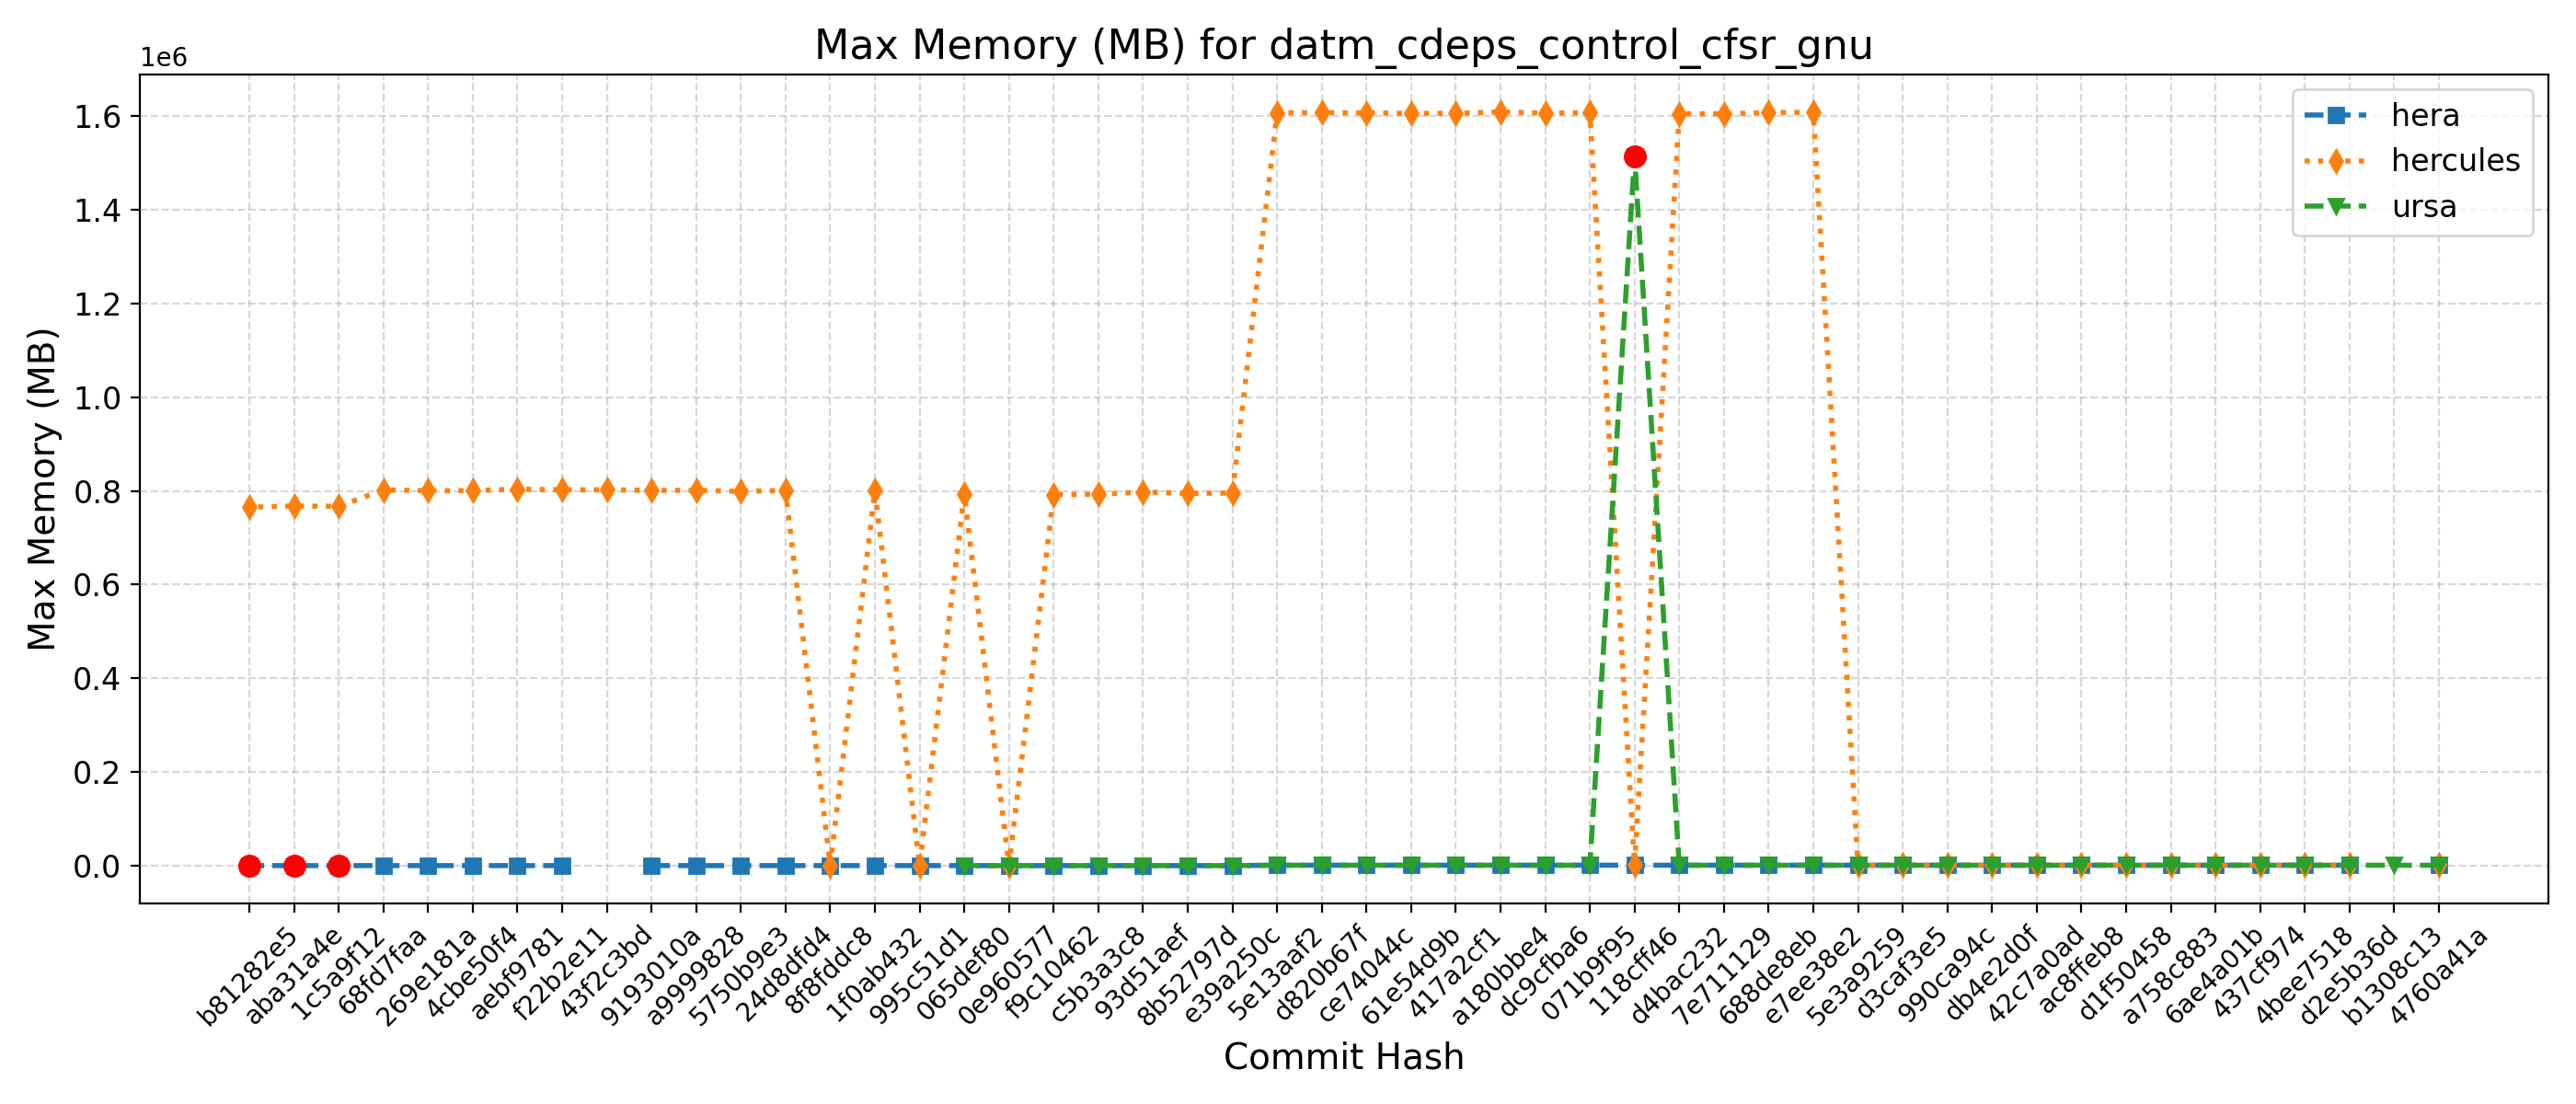 Max Memory (MB) for datm_cdeps_control_cfsr_gnu
1e6
1.6
1.4
1.2
1.0
0.8
0.6
0.4
0.2
0.0
Max Memory (MB)
hera
hercules
ursa
b81282e5
aba31a4e
1c5a9f12
68fd7faa
269e181a
4cbe50f4
aebf9781
f22b2e11
43f2c3bd
9193010a
a9999828
5750b9e3
24d8dfd4
8f8fddc8
1f0ab432
995c51d1
065def80
0e960577
f9c10462
c5b3a3c8
93d51aef
8b52797d
e39a250c
5e13aaf2
d820b67f
ce74044c
61e54d9b
417a2cf1
a180bbe4
dc9cfba6
071b9f95
118cff46
d4bac232
7e711129
688de8eb
e7ee38e2
5e3a9259
d3caf3e5
990ca94c
db4e2d0f
42c7a0ad
ac8ffeb8
d1f50458
a758c883
6ae4a01b
437cf974
4bee7518
d2e5b36d
b1308c13
4760a41a
Commit Hash